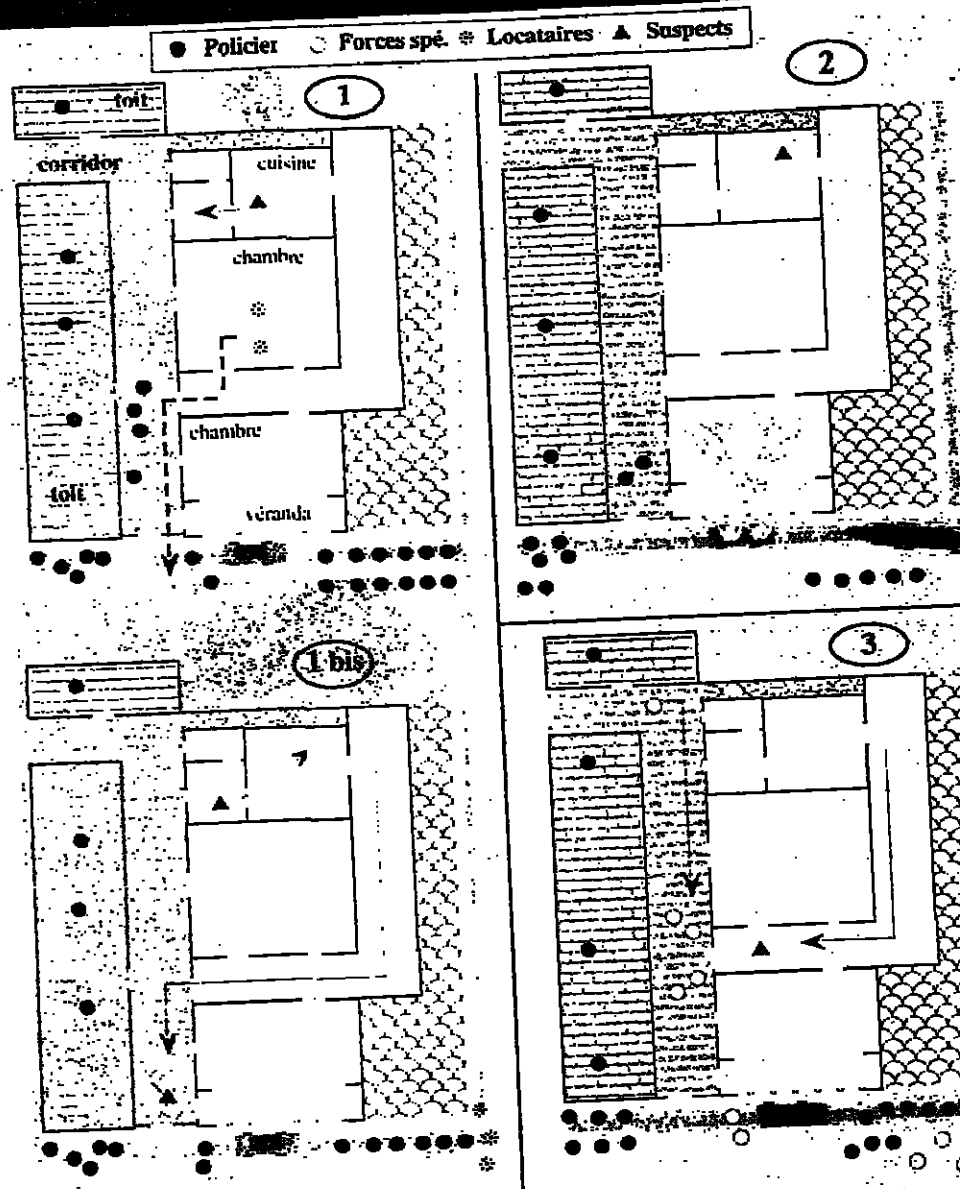 Policier Forces spé. Locataires Suspects
1
toit
corridor
cuisine
chambre
chambre
toit
véranda
2
1 bis
3